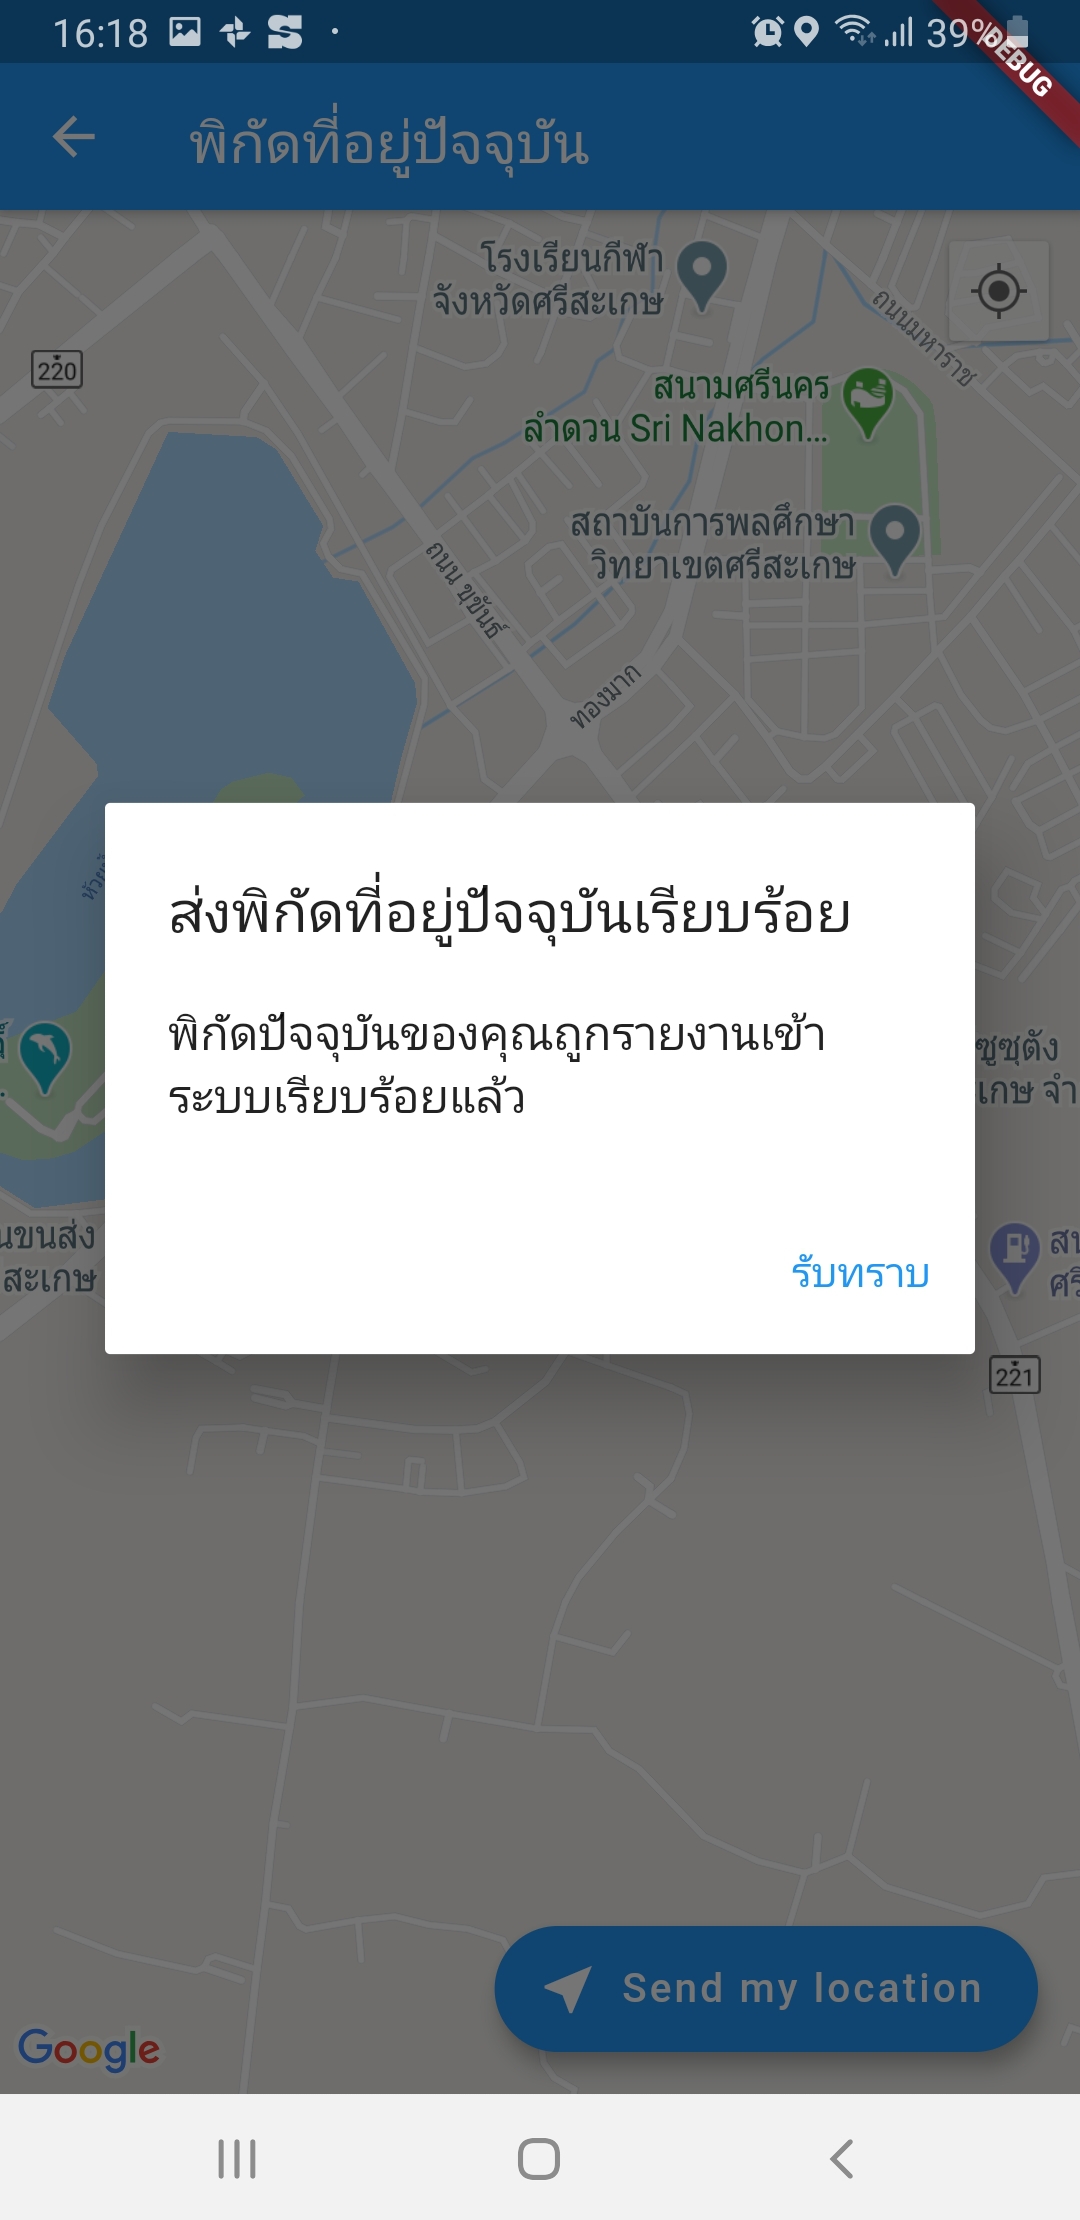 16:18
39%
DEBUG
พิกัดที่อยู่ปัจจุบัน
โรงเรียนกีฬา
จังหวัดศรีสะเกษ
ถนนมหาราช
220
สนามศรีนคร
ลำดวน Sri Nakhon...
สถาบันการพลศึกษา
วิทยาเขตศรีสะเกษ
ถนน ขุขันธ์
ทองมาก
ส่งพิกัดที่อยู่ปัจจุบันเรียบร้อย
พิกัดปัจจุบันของคุณถูกรายงานเข้า
ระบบเรียบร้อยแล้ว
ซูซุตัง
เกษ จำ
นขนส่ง
สะเกษ
รับทราบ
221
Send my location
Google